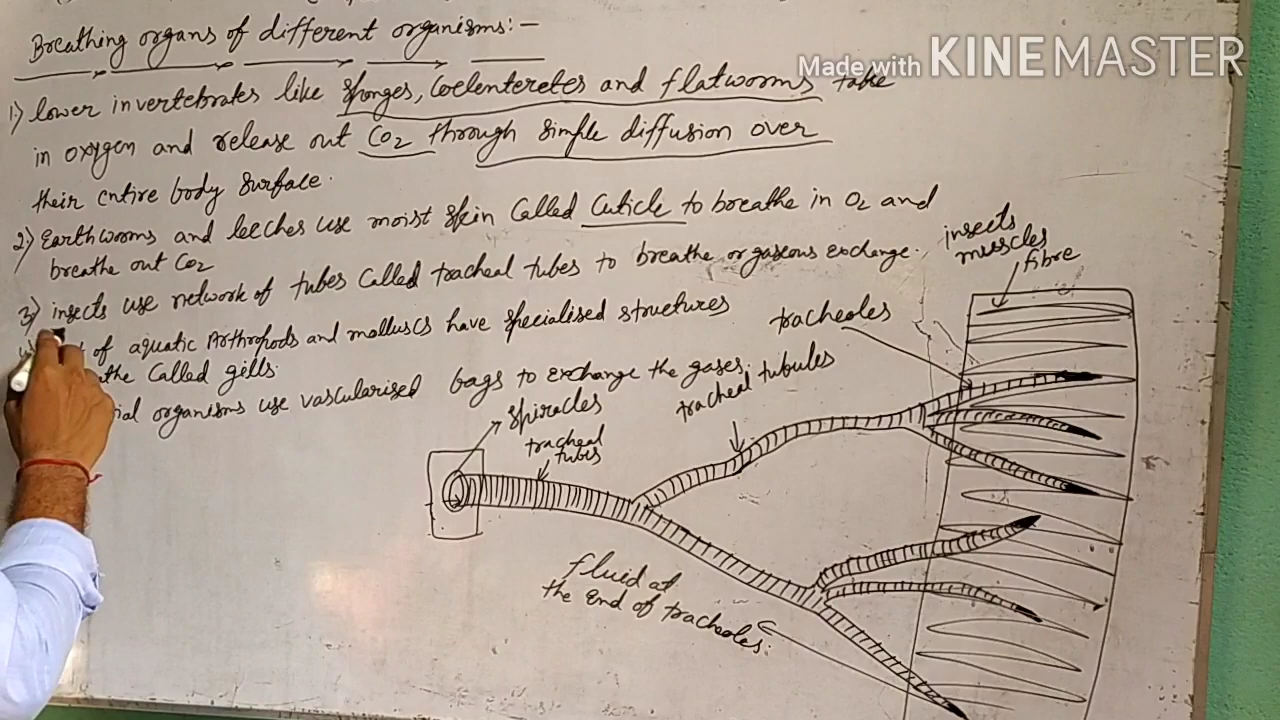 Breathing organs of different organisms:-
Made with KINEMASTER
1) lower invertebrates like sponges, Coelenteretes and flatworms take
in oxygen and release out CO2 through simple diffusion over
their entire body surface.
2) Earthworms and leeches use moist skin Called Cuticle to breathe in O2 and
breathe out CO2
3) insects use network of tubes Called tracheal tubes to breathe or gaseous exchange.
of aquatic Arthropods and molluscs have specialised structures
the Called gills.
organisms use vascularised bags to exchange the gases.
insects
muscles
fibre
tracheoles
tracheal tubules
spiracles
tracheal
tubes
fluid at
the End of tracheoles.